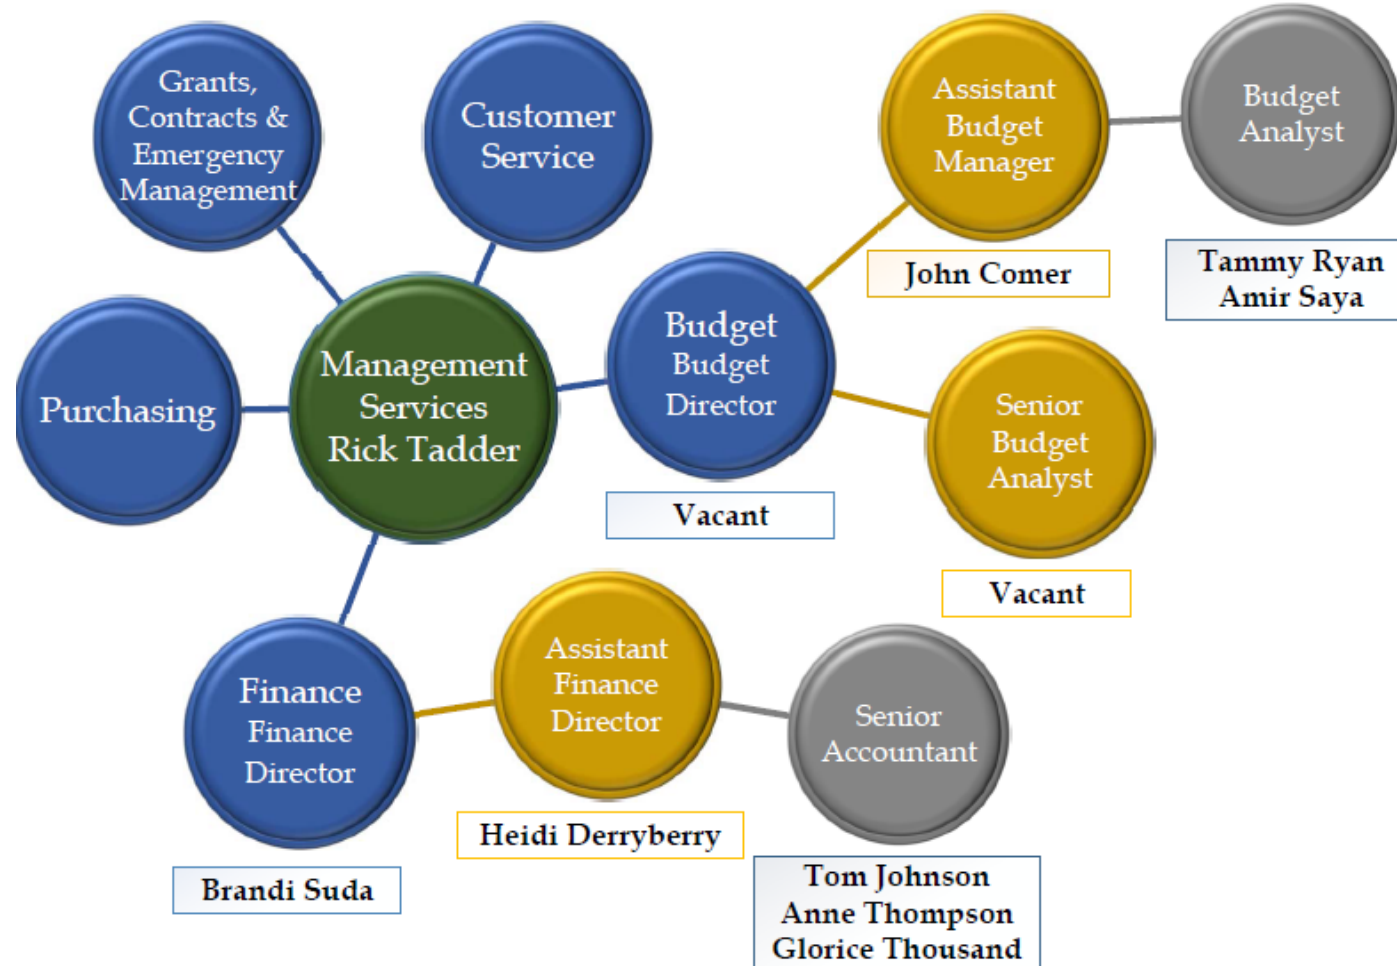 Grants,
Contracts &
Emergency
Management
Customer
Service
Assistant
Budget
Manager
John Comer
Budget
Analyst
Tammy Ryan
Amir Saya
Purchasing
Management
Services
Rick Tadder
Budget
Budget
Director
Vacant
Senior
Budget
Analyst
Vacant
Finance
Finance
Director
Brandi Suda
Assistant
Finance
Director
Heidi Derryberry
Senior
Accountant
Tom Johnson
Anne Thompson
Glorice Thousand